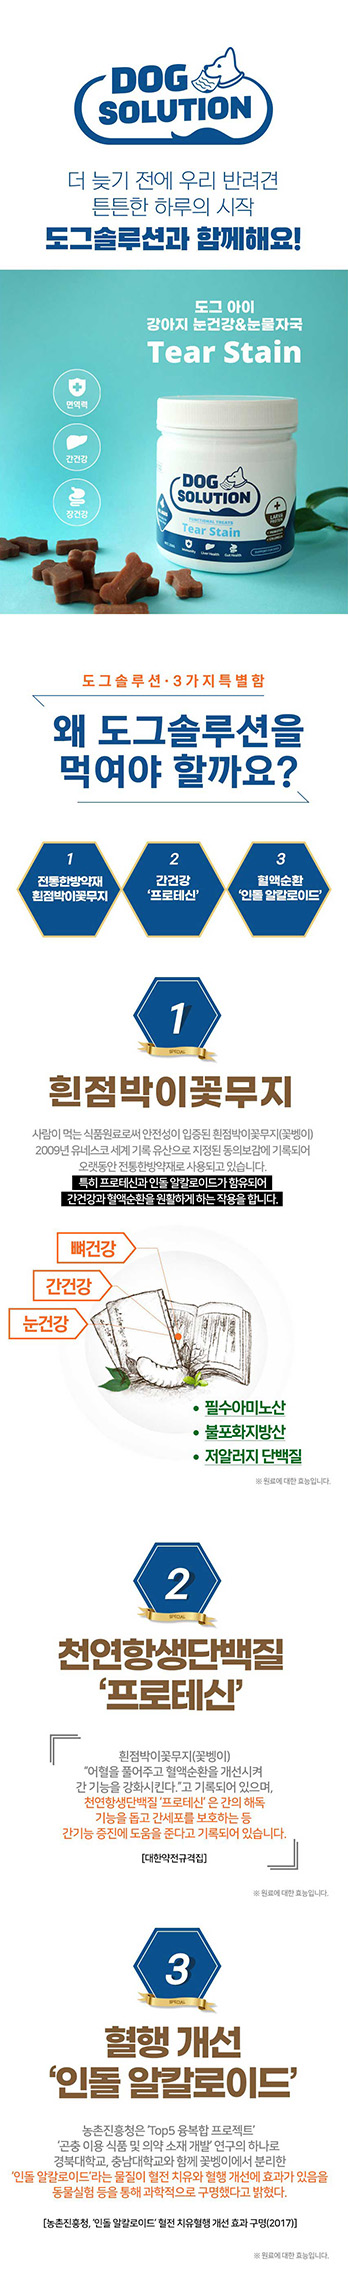 DOG
SOLUTION
더 늦기 전에 우리 반려견
튼튼한 하루의 시작
도그솔루션과 함께해요!
도그 아이
강아지 눈건강&눈물자국
Tear Stain
면역력
간건강
장건강
DOG
SOLUTION
FUNCTIONAL TREATS
Tear Stain
Immunity
Liver Health
Gut Health
도그솔루션·3가지특별함
왜 도그솔루션을
먹여야 할까요?
1
전통한방약재
흰점박이꽃무지
2
간건강
‘프로테신’
3
혈액순환
‘인돌 알칼로이드’
1
SPECIAL
흰점박이꽃무지
사람이 먹는 식품원료로써 안전성이 입증된 흰점박이꽃무지(꽃벵이)
2009년 유네스코 세계 기록 유산으로 지정된 동의보감에 기록되어
오랫동안 전통한방약재로 사용되고 있습니다.
특히 프로테신과 인돌 알칼로이드가 함유되어
간건강과 혈액순환을 원활하게 하는 작용을 합니다.
뼈건강
간건강
눈건강
• 필수아미노산
• 불포화지방산
• 저알러지 단백질
※ 원료에 대한 효능입니다.
2
SPECIAL
천연항생단백질
‘프로테신’
흰점박이꽃무지(꽃벵이)
“어혈을 풀어주고 혈액순환을 개선시켜
간 기능을 강화시킨다.”고 기록되어 있으며,
천연항생단백질 ‘프로테신’ 은 간의 해독
기능을 돕고 간세포를 보호하는 등
간기능 증진에 도움을 준다고 기록되어 있습니다.
[대한약전규격집]
※ 원료에 대한 효능입니다.
3
SPECIAL
혈행 개선
‘인돌 알칼로이드’
농촌진흥청은 ‘Top5 융복합 프로젝트’
‘곤충 이용 식품 및 의약 소재 개발’ 연구의 하나로
경북대학교, 충남대학교와 함께 꽃벵이에서 분리한
‘인돌 알칼로이드’라는 물질이 혈전 치유와 혈행 개선에 효과가 있음을
동물실험 등을 통해 과학적으로 구명했다고 밝혔다.
[농촌진흥청, ‘인돌 알칼로이드’ 혈전 치유혈행 개선 효과 구명(2017)]
※ 원료에 대한 효능입니다.